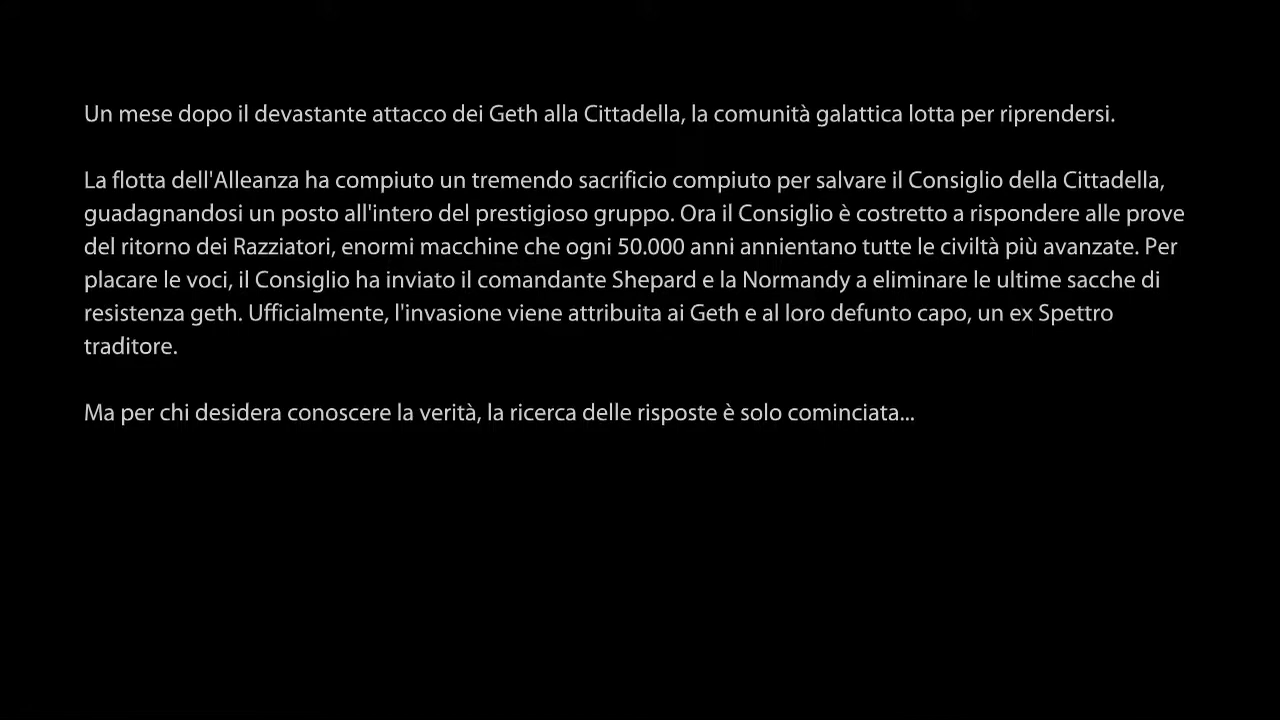 Un mese dopo il devastante attacco dei Geth alla Cittadella, la comunità galattica lotta per riprendersi.
La flotta dell'Alleanza ha compiuto un tremendo sacrificio compiuto per salvare il Consiglio della Cittadella,
guadagnandosi un posto all'intero del prestigioso gruppo. Ora il Consiglio è costretto a rispondere alle prove
del ritorno dei Razziatori, enormi macchine che ogni 50.000 anni annientano tutte le civiltà più avanzate. Per
placare le voci, il Consiglio ha inviato il comandante Shepard e la Normandy a eliminare le ultime sacche di
resistenza geth. Ufficialmente, l'invasione viene attribuita ai Geth e al loro defunto capo, un ex Spettro
traditore.
Ma per chi desidera conoscere la verità, la ricerca delle risposte è solo cominciata...